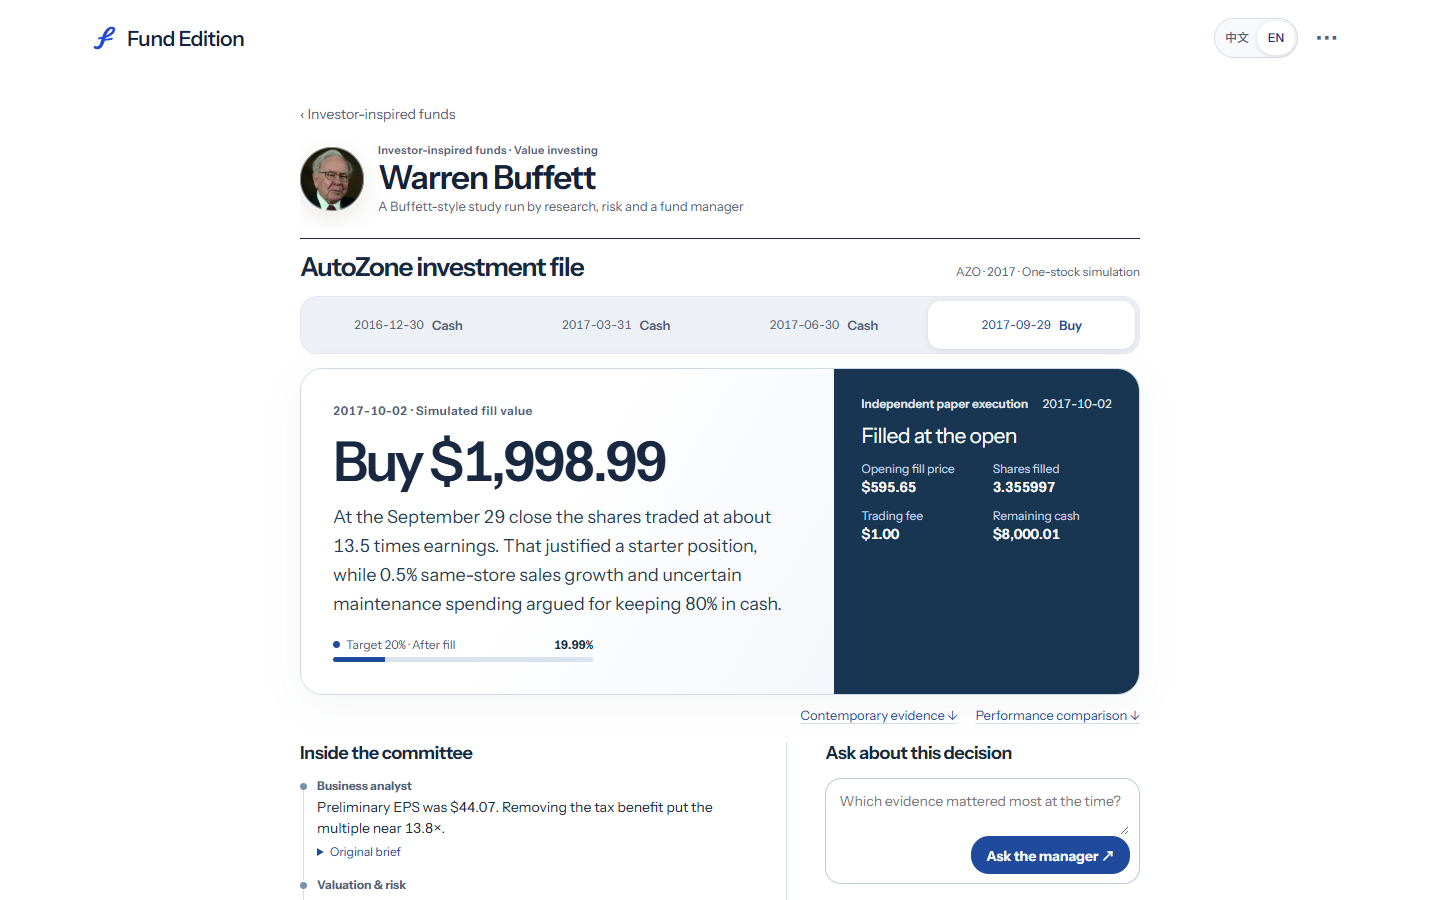 Fund Edition
中文 EN
‹ Investor-inspired funds
Investor-inspired funds · Value investing
Warren Buffett
A Buffett-style study run by research, risk and a fund manager
AutoZone investment file
AZO · 2017 · One-stock simulation
2016-12-30 Cash
2017-03-31 Cash
2017-06-30 Cash
2017-09-29 Buy
2017-10-02 · Simulated fill value
Buy $1,998.99
At the September 29 close the shares traded at about
13.5 times earnings. That justified a starter position,
while 0.5% same-store sales growth and uncertain
maintenance spending argued for keeping 80% in cash.
Target 20% · After fill 19.99%
Independent paper execution 2017-10-02
Filled at the open
Opening fill price
$595.65
Shares filled
3.355997
Trading fee
$1.00
Remaining cash
$8,000.01
Contemporary evidence ↓
Performance comparison ↓
Inside the committee
Business analyst
Preliminary EPS was $44.07. Removing the tax benefit put the
multiple near 13.8×.
▶ Original brief
Valuation & risk
Ask about this decision
Which evidence mattered most at the time?
Ask the manager ↗